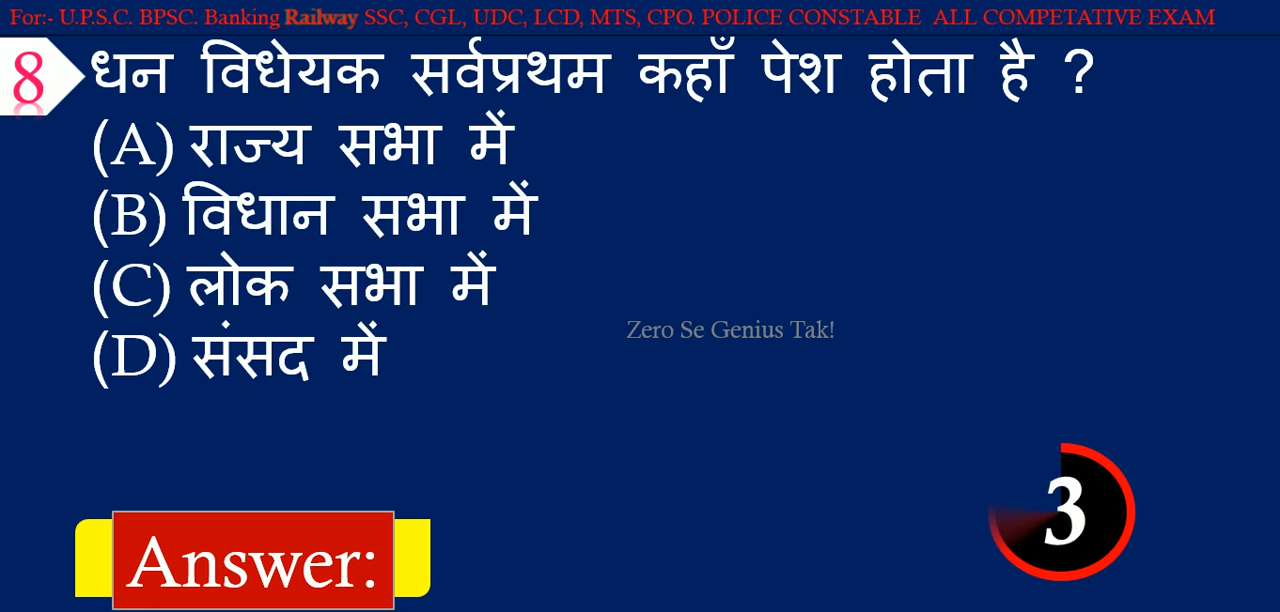 For:- U.P.S.C. BPSC. Banking Railway SSC, CGL, UDC, LCD, MTS, CPO. POLICE CONSTABLE ALL COMPETATIVE EXAM
8 धन विधेयक सर्वप्रथम कहाँ पेश होता है ?
(A) राज्य सभा में
(B) विधान सभा में
(C) लोक सभा में
(D) संसद में
Zero Se Genius Tak!
3
Answer: